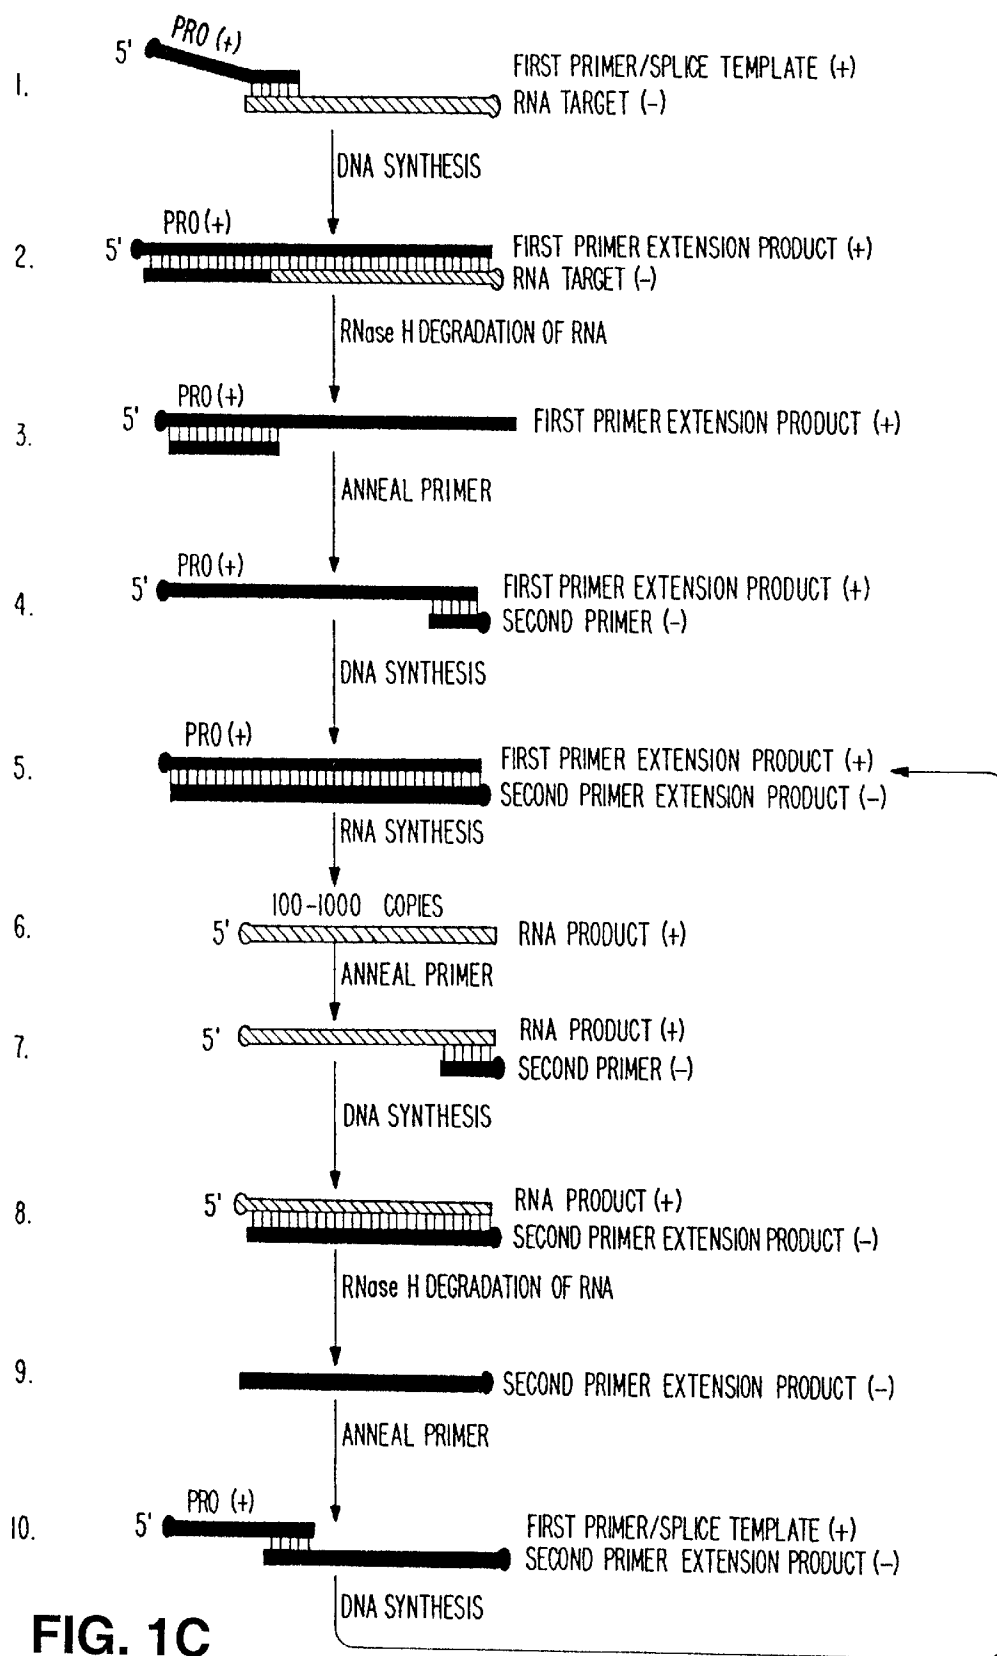 PRO (+)
5'
1.
FIRST PRIMER/SPLICE TEMPLATE (+)
RNA TARGET (-)
DNA SYNTHESIS
PRO (+)
2.
5'
FIRST PRIMER EXTENSION PRODUCT (+)
RNA TARGET (-)
RNase H DEGRADATION OF RNA
PRO (+)
3.
5'
FIRST PRIMER EXTENSION PRODUCT (+)
ANNEAL PRIMER
PRO (+)
4.
5'
FIRST PRIMER EXTENSION PRODUCT (+)
SECOND PRIMER (-)
DNA SYNTHESIS
PRO (+)
5.
FIRST PRIMER EXTENSION PRODUCT (+)
SECOND PRIMER EXTENSION PRODUCT (-)
RNA SYNTHESIS
100-1000 COPIES
6.
5'
RNA PRODUCT (+)
ANNEAL PRIMER
7.
5'
RNA PRODUCT (+)
SECOND PRIMER (-)
DNA SYNTHESIS
8.
5'
RNA PRODUCT (+)
SECOND PRIMER EXTENSION PRODUCT (-)
RNase H DEGRADATION OF RNA
9.
SECOND PRIMER EXTENSION PRODUCT (-)
ANNEAL PRIMER
PRO (+)
10.
5'
FIRST PRIMER/SPLICE TEMPLATE (+)
SECOND PRIMER EXTENSION PRODUCT (-)
DNA SYNTHESIS
FIG. 1C